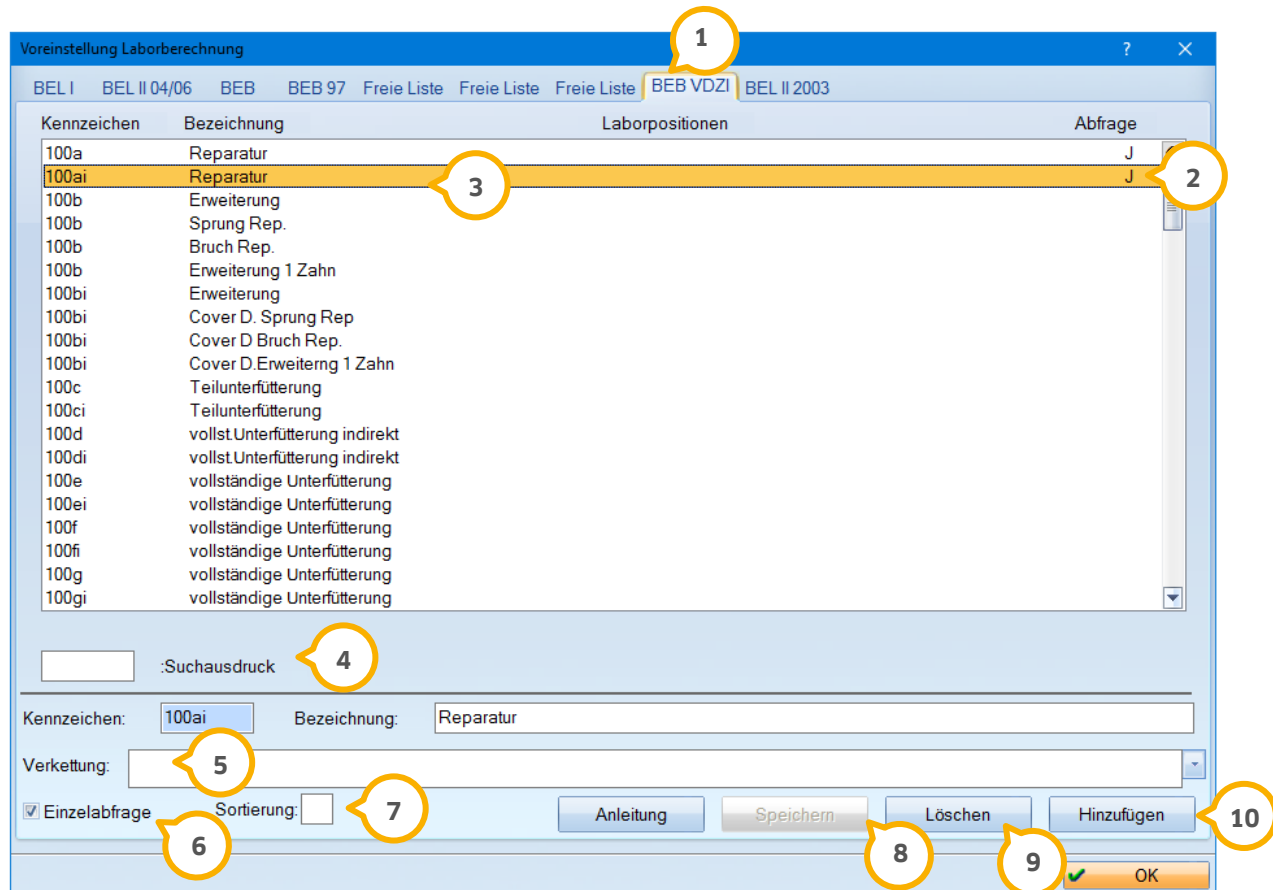 1
Voreinstellung Laborberechnung ?
BEL I BEL II 04/06 BEB BEB 97 Freie Liste Freie Liste Freie Liste BEB VDZI BEL II 2003
Kennzeichen Bezeichnung Laborpositionen Abfrage
100a Reparatur J
100ai Reparatur 3 J 2
100b Erweiterung
100b Sprung Rep.
100b Bruch Rep.
100b Erweiterung 1 Zahn
100bi Erweiterung
100bi Cover D. Sprung Rep
100bi Cover D Bruch Rep.
100bi Cover D.Erweiterng 1 Zahn
100c Teilunterfütterung
100ci Teilunterfütterung
100d vollst.Unterfütterung indirekt
100di vollst.Unterfütterung indirekt
100e vollständige Unterfütterung
100ei vollständige Unterfütterung
100f vollständige Unterfütterung
100fi vollständige Unterfütterung
100g vollständige Unterfütterung
100gi vollständige Unterfütterung
:Suchausdruck 4
Kennzeichen: 100ai Bezeichnung: Reparatur
Verkettung: 5
Einzelabfrage Sortierung: 7 Anleitung Speichern Löschen Hinzufügen 10
6 8 9
OK